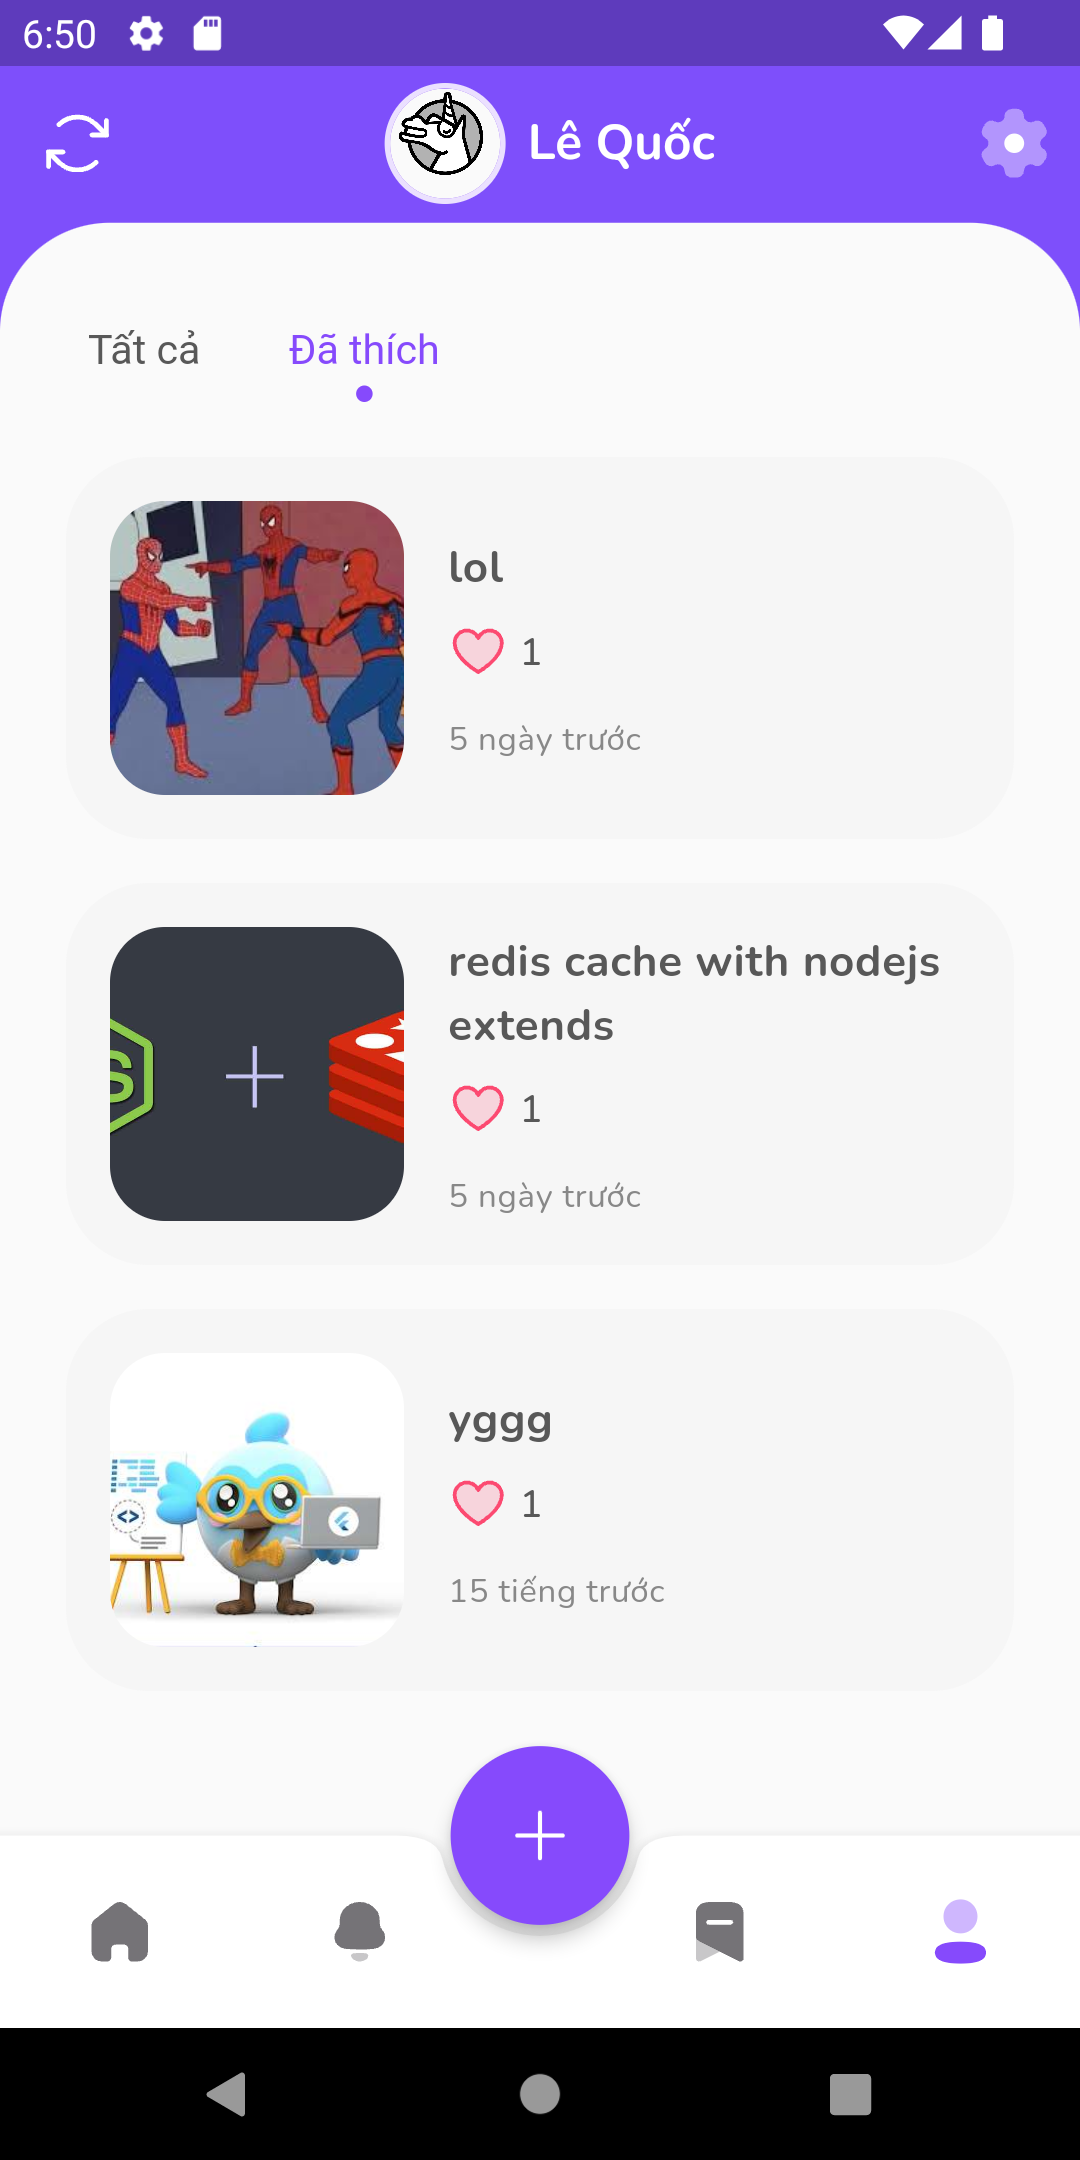 6:50
Lê Quốc
Tất cả
Đã thích
lol
1
5 ngày trước
redis cache with nodejs
extends
1
5 ngày trước
S
yggg
1
15 tiếng trước